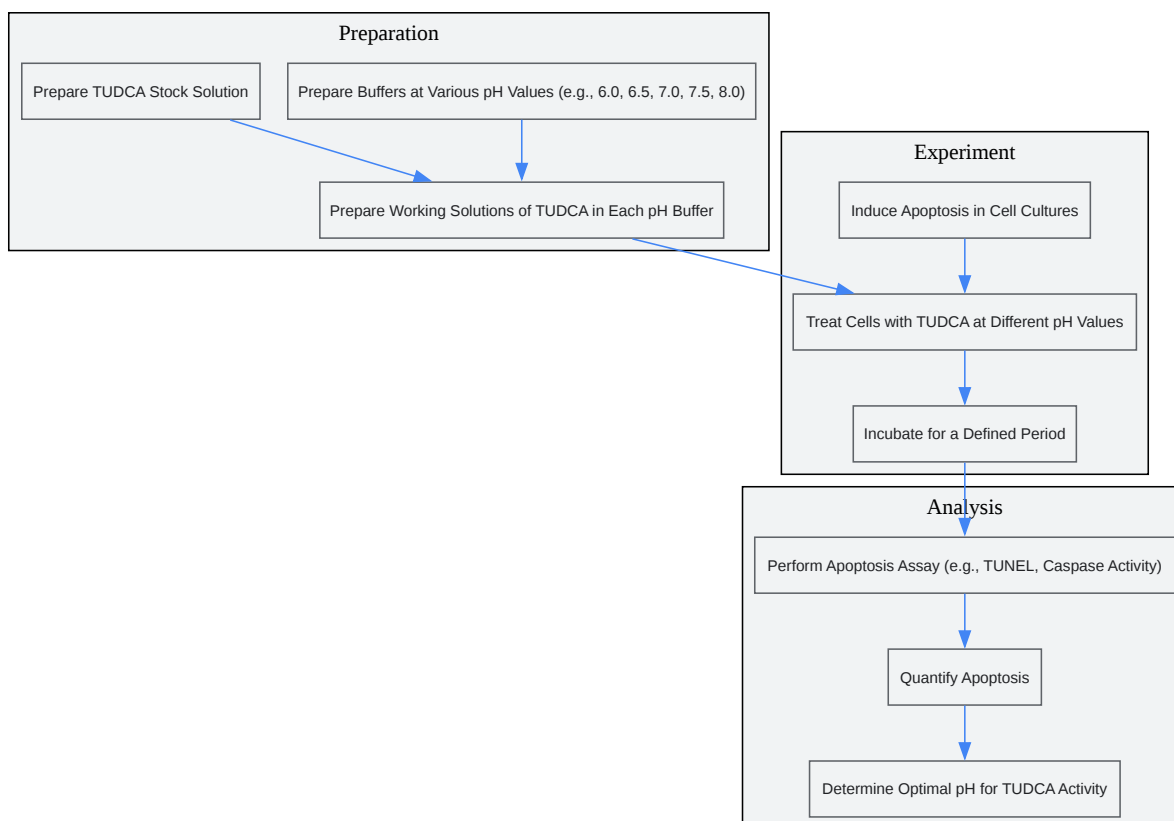 Preparation
Prepare TUDCA Stock Solution
Prepare Buffers at Various pH Values (e.g., 6.0, 6.5, 7.0, 7.5, 8.0)
Prepare Working Solutions of TUDCA in Each pH Buffer
Experiment
Induce Apoptosis in Cell Cultures
Treat Cells with TUDCA at Different pH Values
Incubate for a Defined Period
Analysis
Perform Apoptosis Assay (e.g., TUNEL, Caspase Activity)
Quantify Apoptosis
Determine Optimal pH for TUDCA Activity